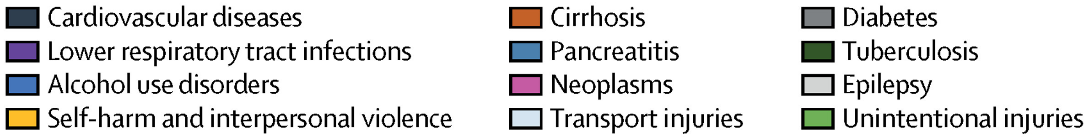 Cardiovascular diseases
Lower respiratory tract infections
Alcohol use disorders
Self-harm and interpersonal violence
Cirrhosis
Pancreatitis
Neoplasms
Transport injuries
Diabetes
Tuberculosis
Epilepsy
Unintentional injuries